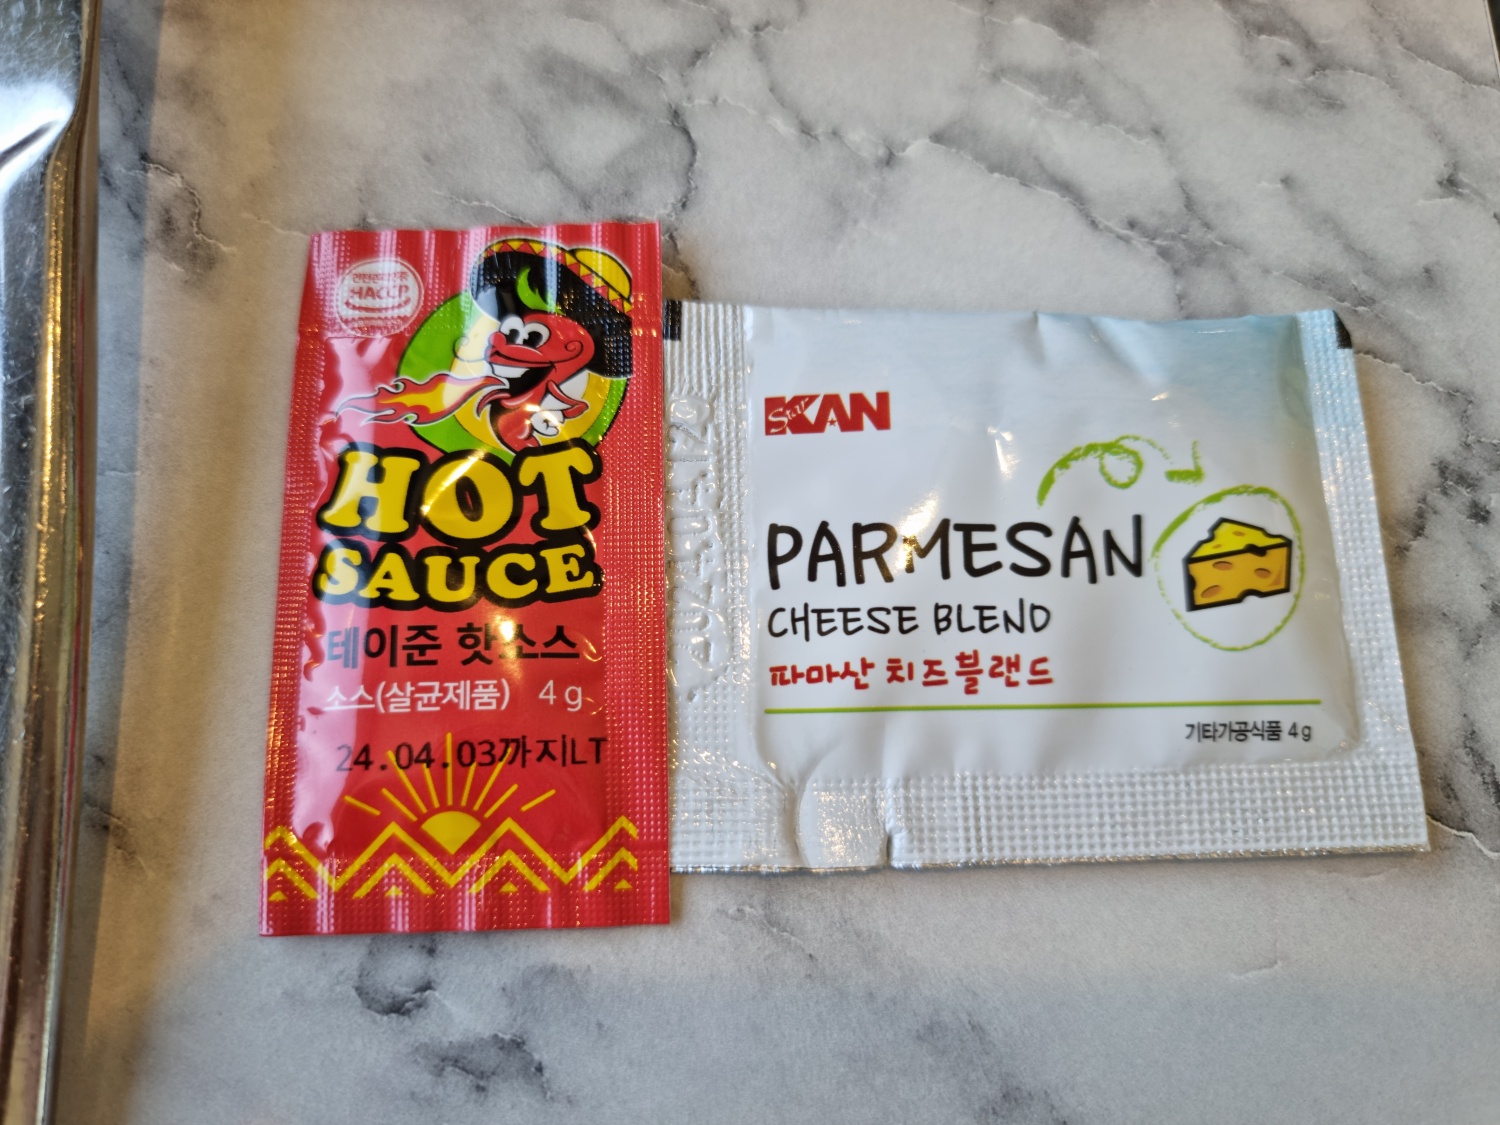 HACCP
HOT
SAUCE
테이준 핫소스
소스(살균제품) 4g
24.04.03까지LT
Star KAN
PARMESAN
CHEESE BLEND
파마산 치즈블랜드
기타가공식품 4g